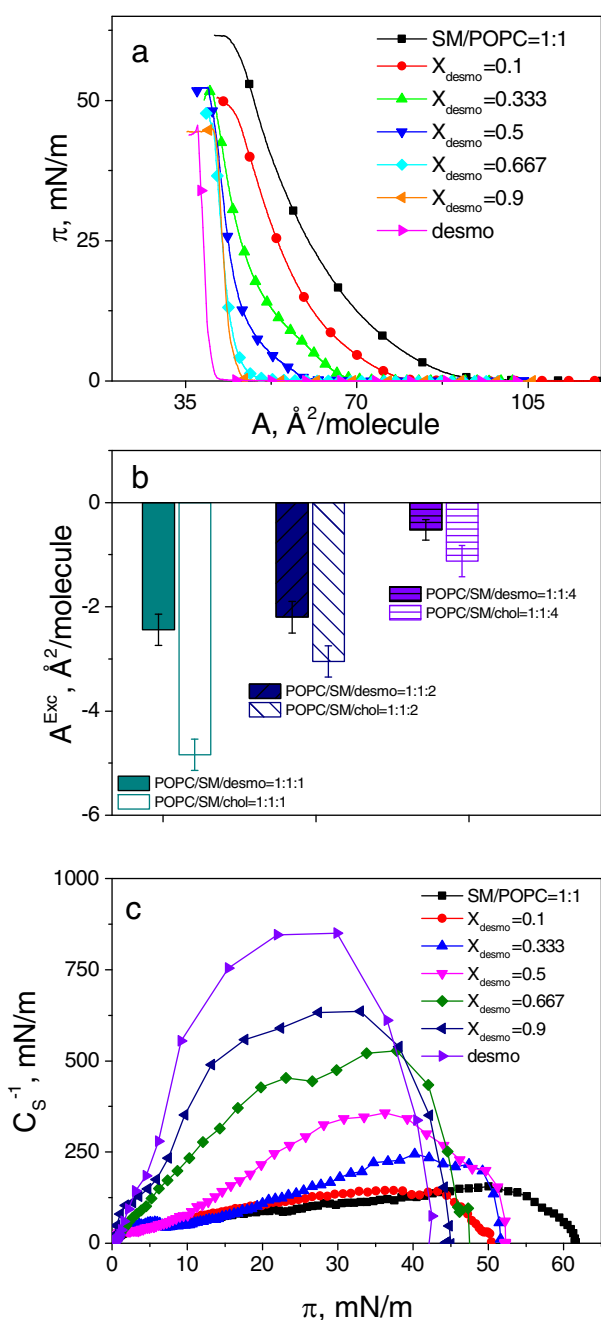 a
SM/POPC=1:1
X_desmo=0.1
X_desmo=0.333
X_desmo=0.5
X_desmo=0.667
X_desmo=0.9
desmo
50
25
0
π, mN/m
35
70
105
A, Å²/molecule
b
0
-2
-4
-6
A^Exc, Å²/molecule
POPC/SM/desmo=1:1:4
POPC/SM/chol=1:1:4
POPC/SM/desmo=1:1:2
POPC/SM/chol=1:1:2
POPC/SM/desmo=1:1:1
POPC/SM/chol=1:1:1
c
SM/POPC=1:1
X_desmo=0.1
X_desmo=0.333
X_desmo=0.5
X_desmo=0.667
X_desmo=0.9
desmo
1000
750
500
250
0
C_S^-1, mN/m
0
10
20
30
40
50
60
π, mN/m